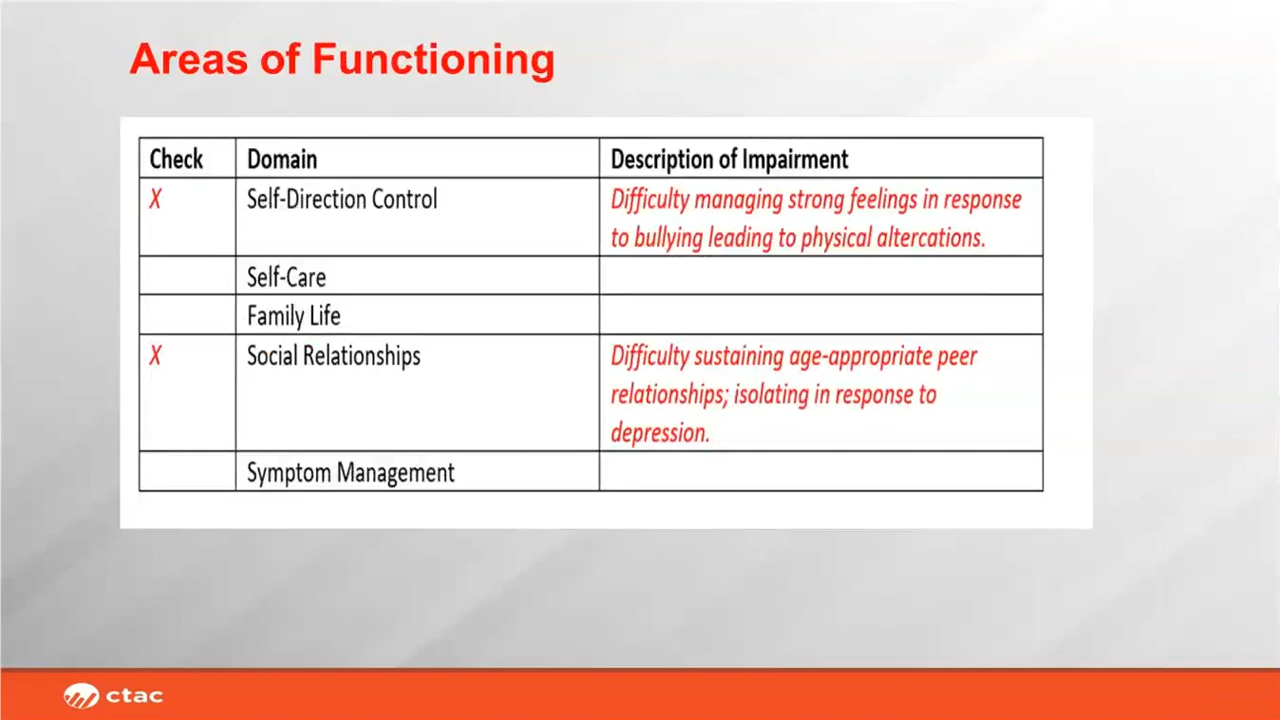 Areas of Functioning
Check Domain Description of Impairment
X Self-Direction Control Difficulty managing strong feelings in response
to bullying leading to physical altercations.
Self-Care
Family Life
X Social Relationships Difficulty sustaining age-appropriate peer
relationships; isolating in response to
depression.
Symptom Management
ctac